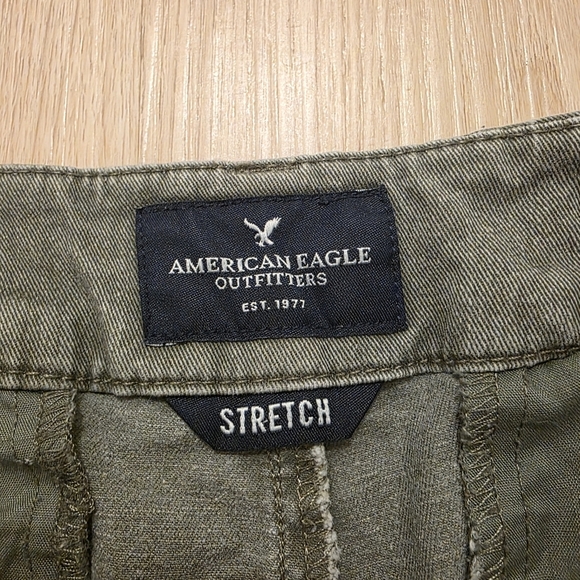 AMERICAN EAGLE
OUTFITTERS
EST. 1977
STRETCH